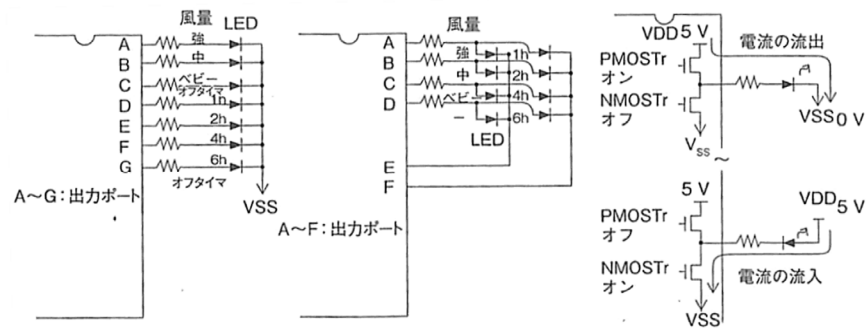 風量 LED
A 強
B 中
C ベビー
オフタイマ
D 1h
E 2h
F 4h
G 6h
オフタイマ
VSS
A～G：出力ポート
風量
A 強 1h
B 中 2h
C ベビー 4h
D ー 6h
LED
E
F
A～F：出力ポート
VDD 5 V 電流の流出
PMOSTr
オン
NMOSTr
オフ
VSS 0 V
VSS
～
5 V VDD 5 V
PMOSTr
オフ
NMOSTr
オン 電流の流入
VSS